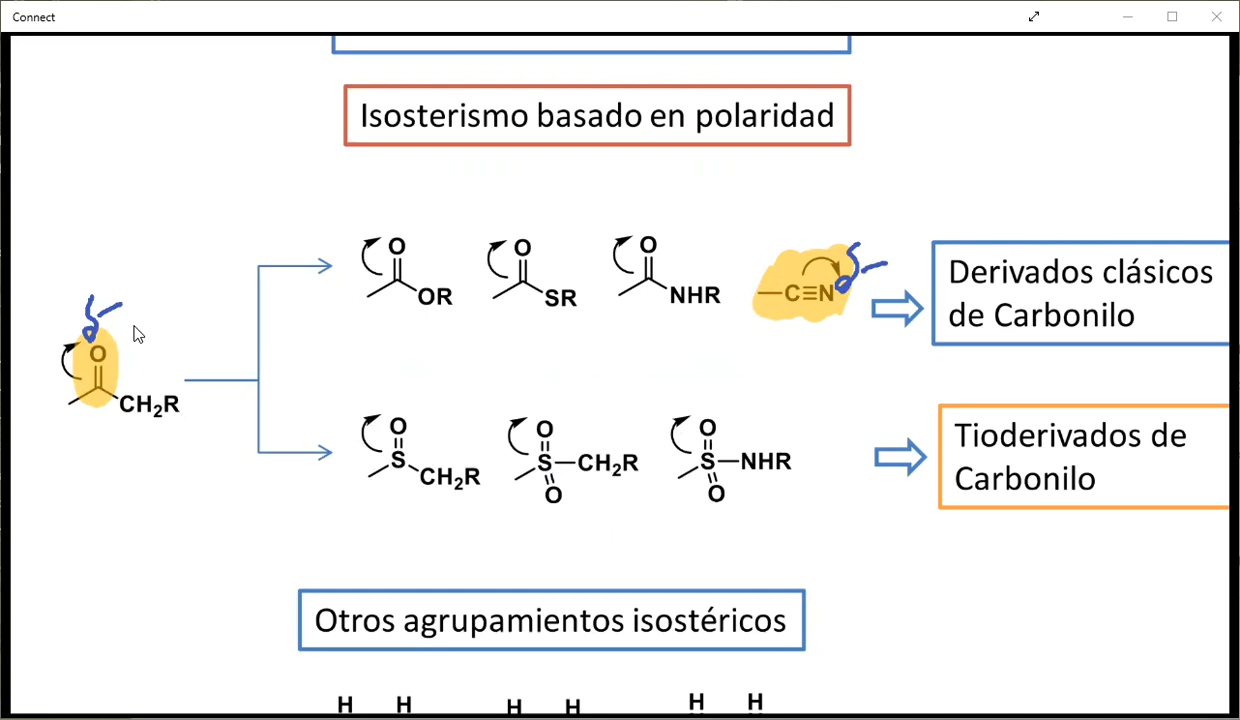 Connect
Isosterismo basado en polaridad
O
OR
O
SR
O
NHR
C≡N
δ-
Derivados clásicos
de Carbonilo
δ-
O
CH₂R
O
S
CH₂R
O
S
CH₂R
O
O
S
NHR
O
Tioderivados de
Carbonilo
Otros agrupamientos isostéricos
H H H H H H